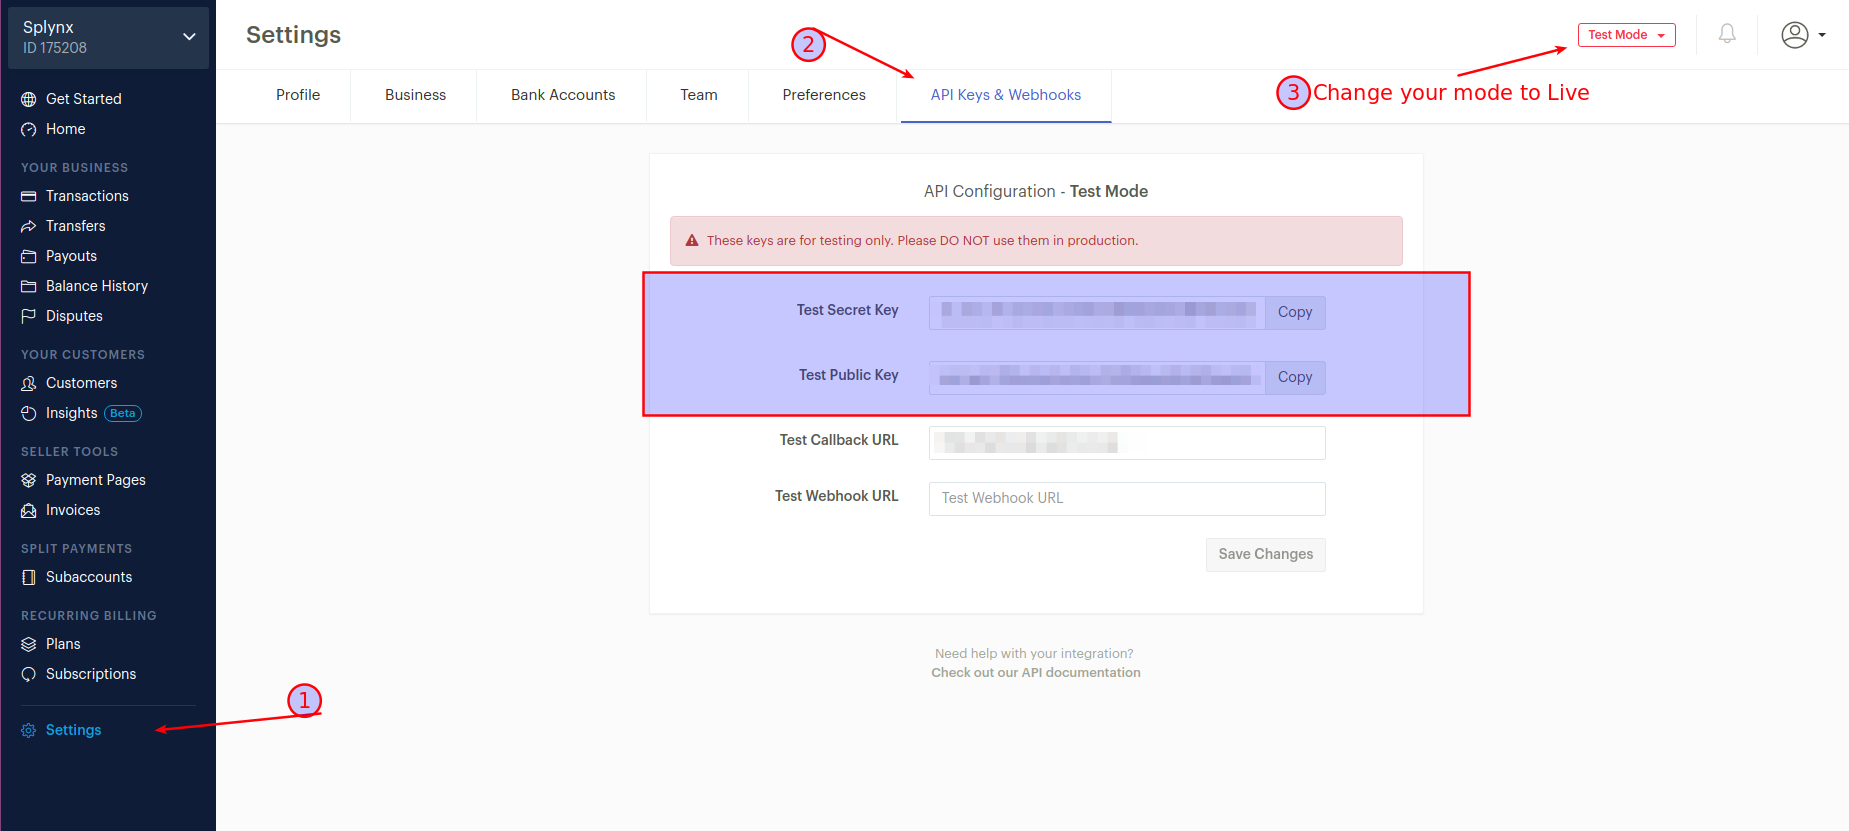 Splynx
ID 175208
Get Started
Home
YOUR BUSINESS
Transactions
Transfers
Payouts
Balance History
Disputes
YOUR CUSTOMERS
Customers
Insights Beta
SELLER TOOLS
Payment Pages
Invoices
SPLIT PAYMENTS
Subaccounts
RECURRING BILLING
Plans
Subscriptions
Settings
1
Settings
2
Test Mode
3 Change your mode to Live
Profile Business Bank Accounts Team Preferences API Keys & Webhooks
API Configuration - Test Mode
These keys are for testing only. Please DO NOT use them in production.
Test Secret Key Copy
Test Public Key Copy
Test Callback URL
Test Webhook URL Test Webhook URL
Save Changes
Need help with your integration?
Check out our API documentation